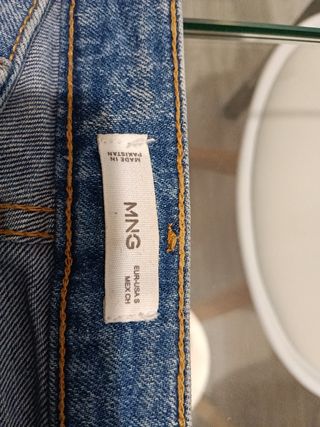 MADE IN
PAKISTAN
MNG
EUR-USA S
MEX CH